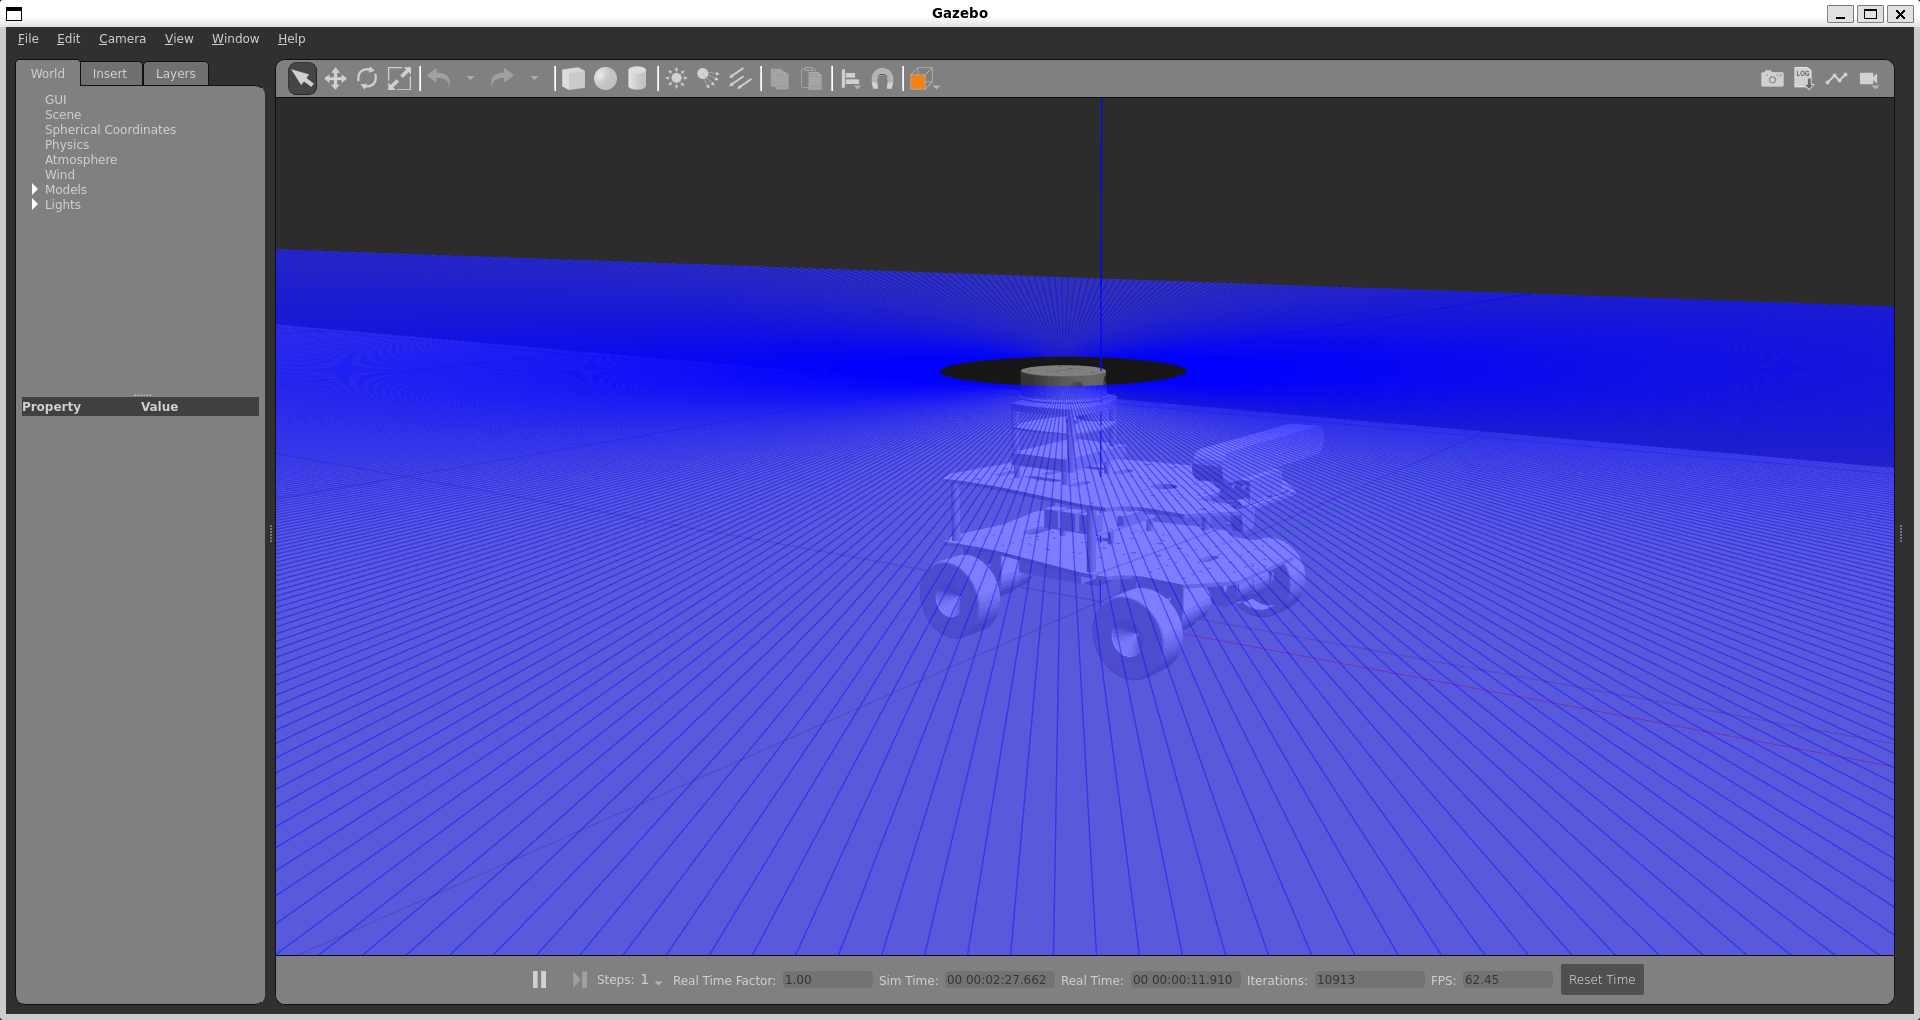 Gazebo
File Edit Camera View Window Help
World Insert Layers
GUI
Scene
Spherical Coordinates
Physics
Atmosphere
Wind
Models
Lights
Property Value
LOG
Steps: 1 Real Time Factor: 1.00 Sim Time: 00 00:02:27.662 Real Time: 00 00:00:11.910 Iterations: 10913 FPS: 62.45 Reset Time